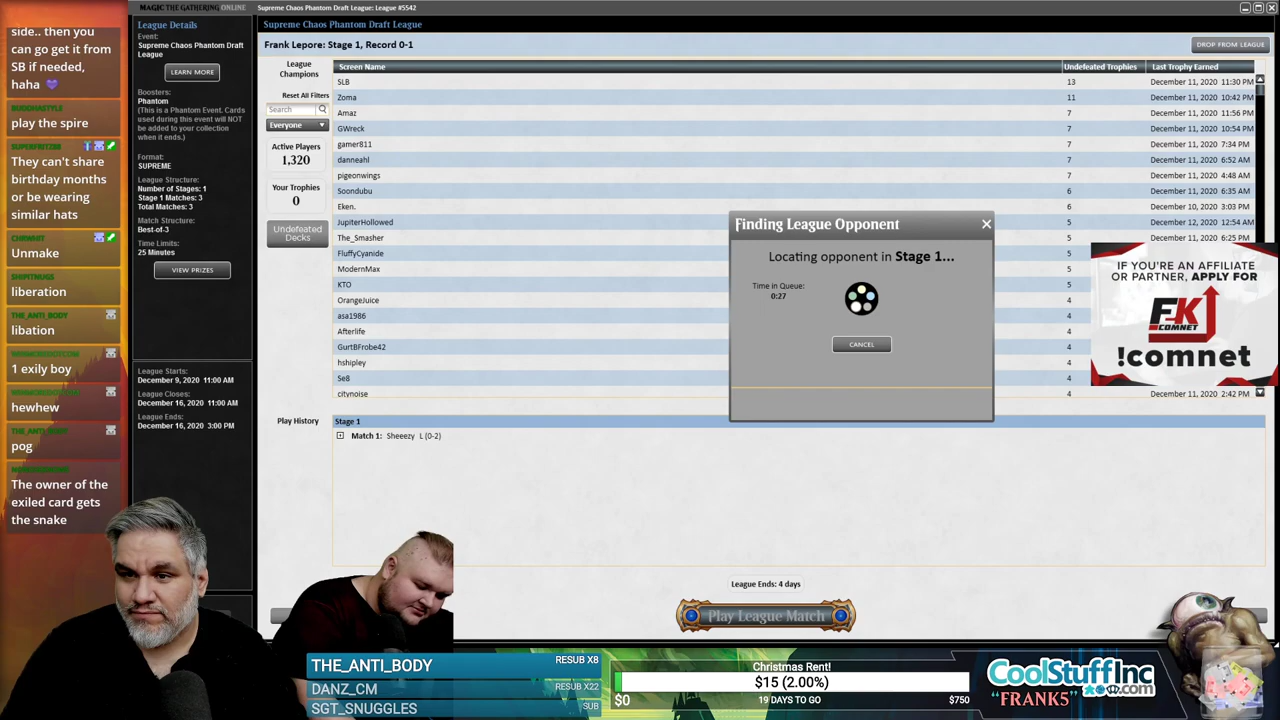 MAGIC THE GATHERING ONLINE
Supreme Chaos Phantom Draft League: League #5542
side.. then you
can go get it from
SB if needed,
haha
BUDDHASTYLE
play the spire
They can't share
birthday months
or be wearing
similar hats
CHRWHIT
Unmake
SHIPITNUGS
liberation
THE_ANTI_BODY
libation
1 exily boy
hewhew
THE_ANTI_BODY
pog
The owner of the
exiled card gets
the snake
League Details
Event:
Supreme Chaos Phantom Draft
League
LEARN MORE
Boosters:
Phantom
(This is a Phantom Event. Cards
used during this event will NOT
be added to your collection
when it ends.)
Format:
SUPREME
League Structure:
Number of Stages: 1
Stage 1 Matches: 3
Total Matches: 3
Match Structure:
Best-of-3
Time Limits:
25 Minutes
VIEW PRIZES
League Starts:
December 9, 2020 11:00 AM
League Closes:
December 16, 2020 11:00 AM
League Ends:
December 16, 2020 3:00 PM
Supreme Chaos Phantom Draft League
Frank Lepore: Stage 1, Record 0-1
DROP FROM LEAGUE
League
Champions
Reset All Filters
Search
Everyone
Active Players
1,320
Your Trophies
0
Undefeated
Decks
Screen Name Undefeated Trophies Last Trophy Earned
SLB 13 December 11, 2020 11:30 PM
Zoma 11 December 11, 2020 10:42 PM
Amaz 7 December 11, 2020 11:56 PM
GWreck 7 December 11, 2020 10:54 PM
gamer811 7 December 11, 2020 7:34 PM
danneahl 7 December 11, 2020 6:52 AM
pigeonwings 7 December 11, 2020 4:48 AM
Soondubu 6 December 11, 2020 6:35 AM
Eken. 6 December 10, 2020 3:03 PM
JupiterHollowed 5 December 12, 2020 12:54 AM
The_Smasher 5 December 11, 2020 6:25 PM
FluffyCyanide 5
ModernMax 5
KTO 5
OrangeJuice 4
asa1986 4
Afterlife 4
GurtBFrobe42 4
hshipley 4
Se8 4
citynoise 4 December 11, 2020 2:42 PM
Finding League Opponent
Locating opponent in Stage 1...
Time in Queue:
0:27
CANCEL
IF YOU'RE AN AFFILIATE
OR PARTNER, APPLY FOR
COMNET
!comnet
Play History
Stage 1
Match 1: Sheeezy L (0-2)
League Ends: 4 days
Play League Match
THE_ANTI_BODY RESUB X8
DANZ_CM RESUB X22
SGT_SNUGGLES SUB
Christmas Rent!
$15 (2.00%)
$0 19 DAYS TO GO $750
CoolStuffInc
.com
"FRANK5"